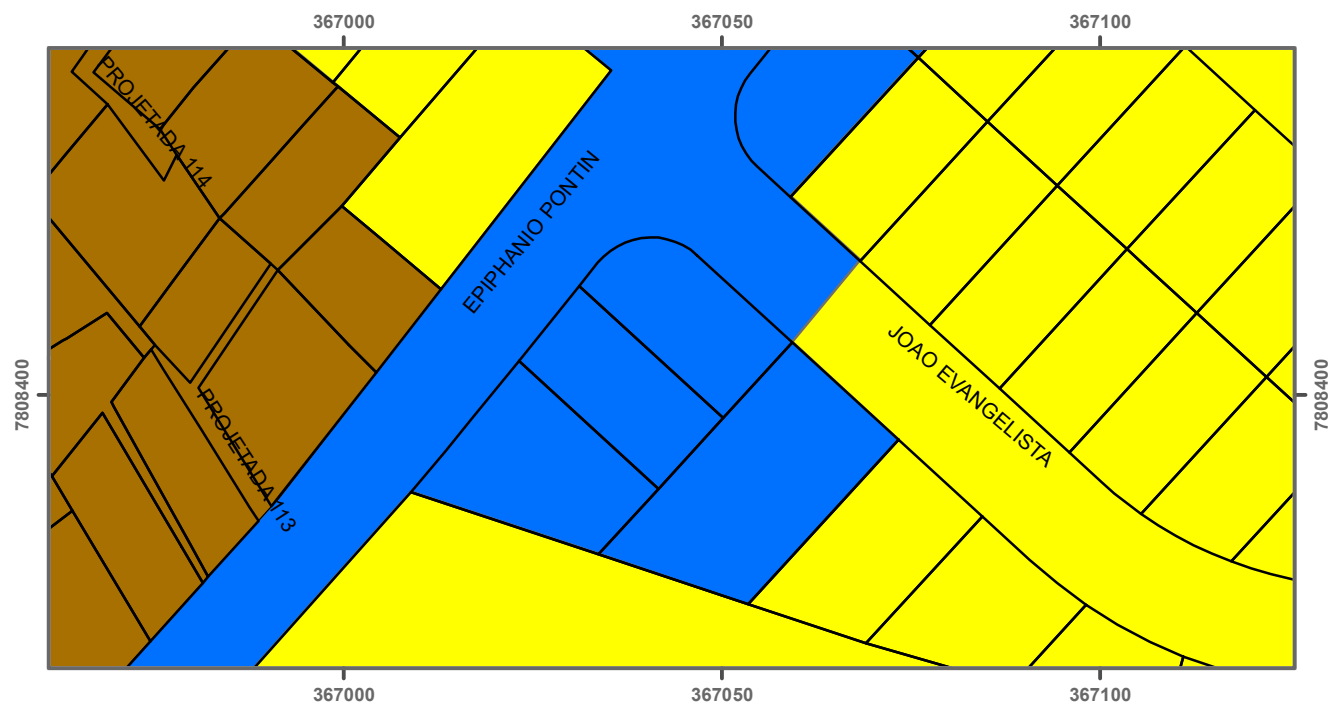 367000 367050 367100
PROJETADA 114
EPIPHANIO PONTIN
JOAO EVANGELISTA
7808400 7808400
PROJETADA 113
367000 367050 367100